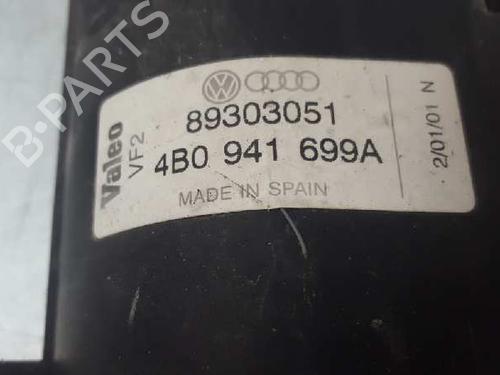 Valeo
VF2
89303051
4B0 941 699A
MADE IN SPAIN
2/01/01 N
B-PARTS